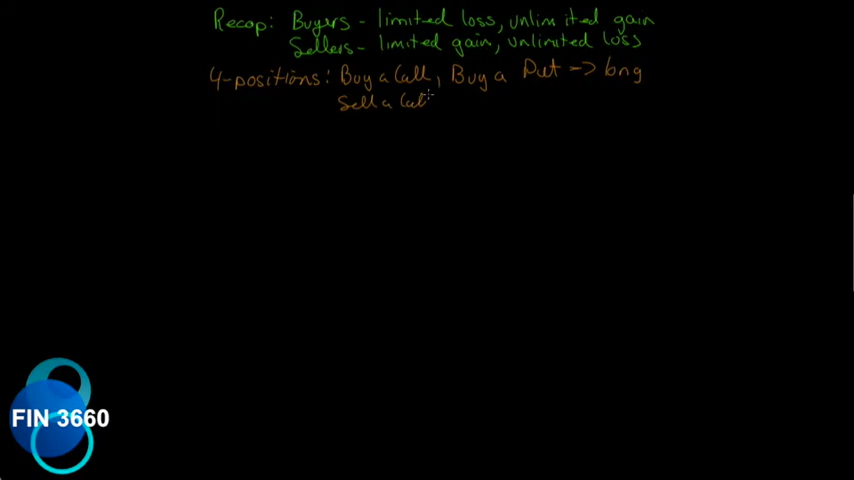 Recap: Buyers - limited loss, unlimited gain
Sellers - limited gain, unlimited loss
4-positions: Buy a Call, Buy a Put -> long
Sell a Call
FIN 3660